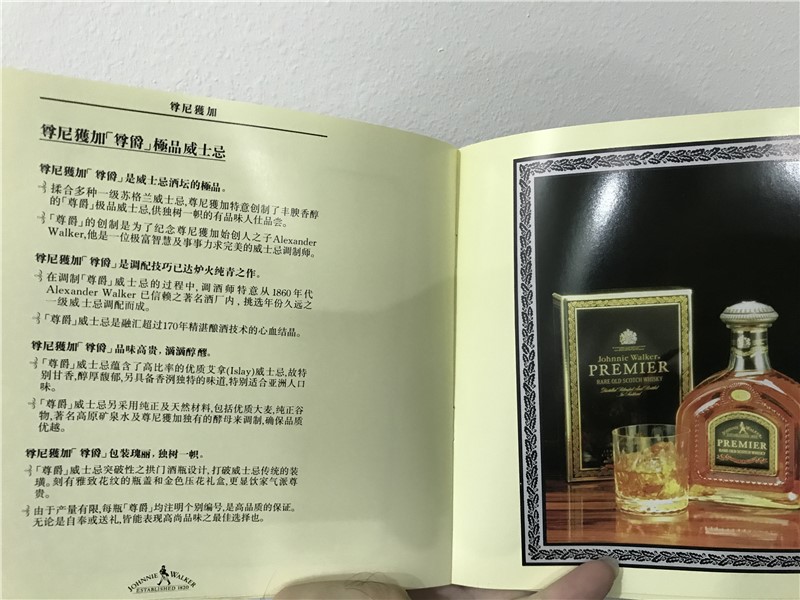 尊尼獲加
尊尼獲加「尊爵」極品威士忌
尊尼獲加「尊爵」是威士忌酒坛的極品。
揉合多种一级苏格兰威士忌,尊尼獲加特意创制了丰腴香醇
的「尊爵」极品威士忌,供独树一帜的有品味人仕品尝。
「尊爵」的创制是为了纪念尊尼獲加始创人之子Alexander
Walker,他是一位极富智慧及事事力求完美的威士忌调制师。
尊尼獲加「尊爵」是调配技巧已达炉火纯青之作。
在调制「尊爵」威士忌的过程中,调酒师特意从1860年代
Alexander Walker 已信赖之著名酒厂内,挑选年份久远之
一级威士忌调配而成。
「尊爵」威士忌是融汇超过170年精湛酿酒技术的心血结晶。
尊尼獲加「尊爵」品味高贵,滴滴醇醴。
「尊爵」威士忌蕴含了高比率的优质艾拿(Islay)威士忌,故特
别甘香,醇厚馥郁,另具备香洌独特的味道,特别适合亚洲人口
味。
「尊爵」威士忌另采用纯正及天然材料,包括优质大麦,纯正谷
物,著名高原矿泉水及尊尼獲加独有的酵母来调制,确保品质
优越。
尊尼獲加「尊爵」包装瑰丽,独树一帜。
「尊爵」威士忌突破性之拱门酒瓶设计,打破威士忌传统的装
璜。刻有雅致花纹的瓶盖和金色压花礼盒,更显饮家气派尊
贵。
由于产量有限,每瓶「尊爵」均注明个别编号,是高品质的保证。
无论是自奉或送礼,皆能表现高尚品味之最佳选择也。
JOHNNIE WALKER
ESTABLISHED 1820
Johnnie Walker
PREMIER
RARE OLD SCOTCH WHISKY
PREMIER
RARE OLD SCOTCH WHISKY